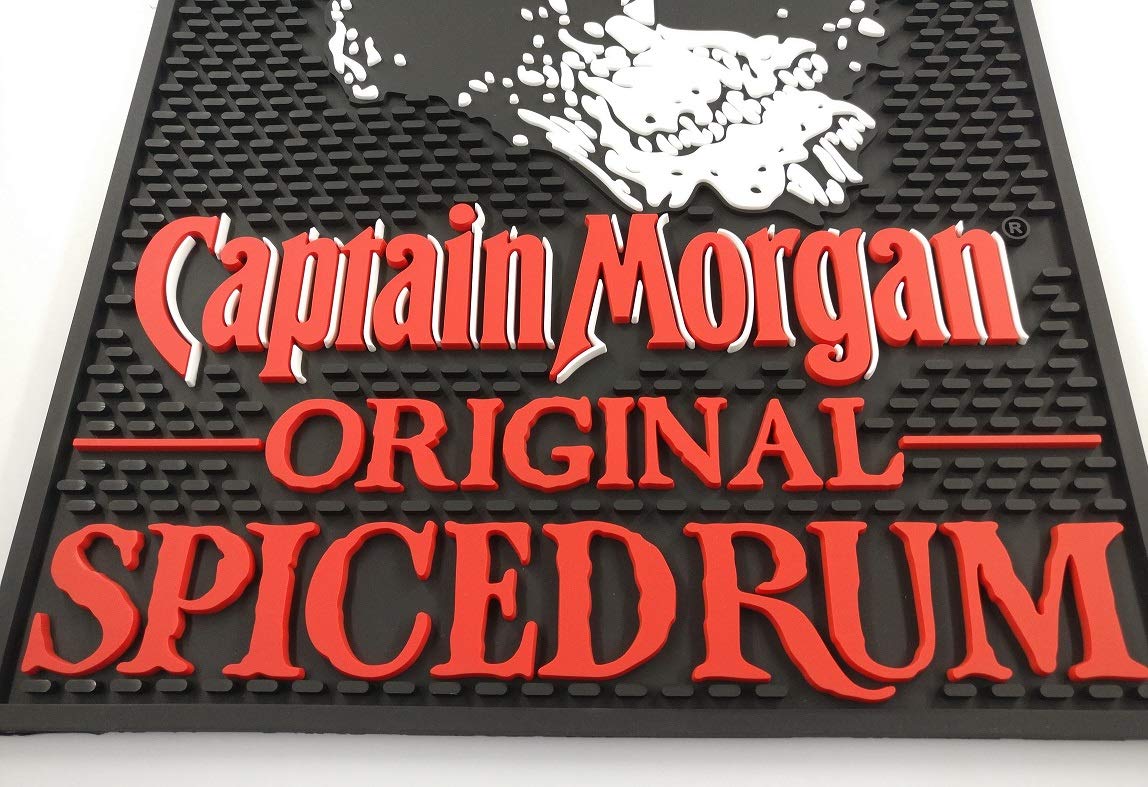 Captain Morgan®
ORIGINAL
SPICED RUM